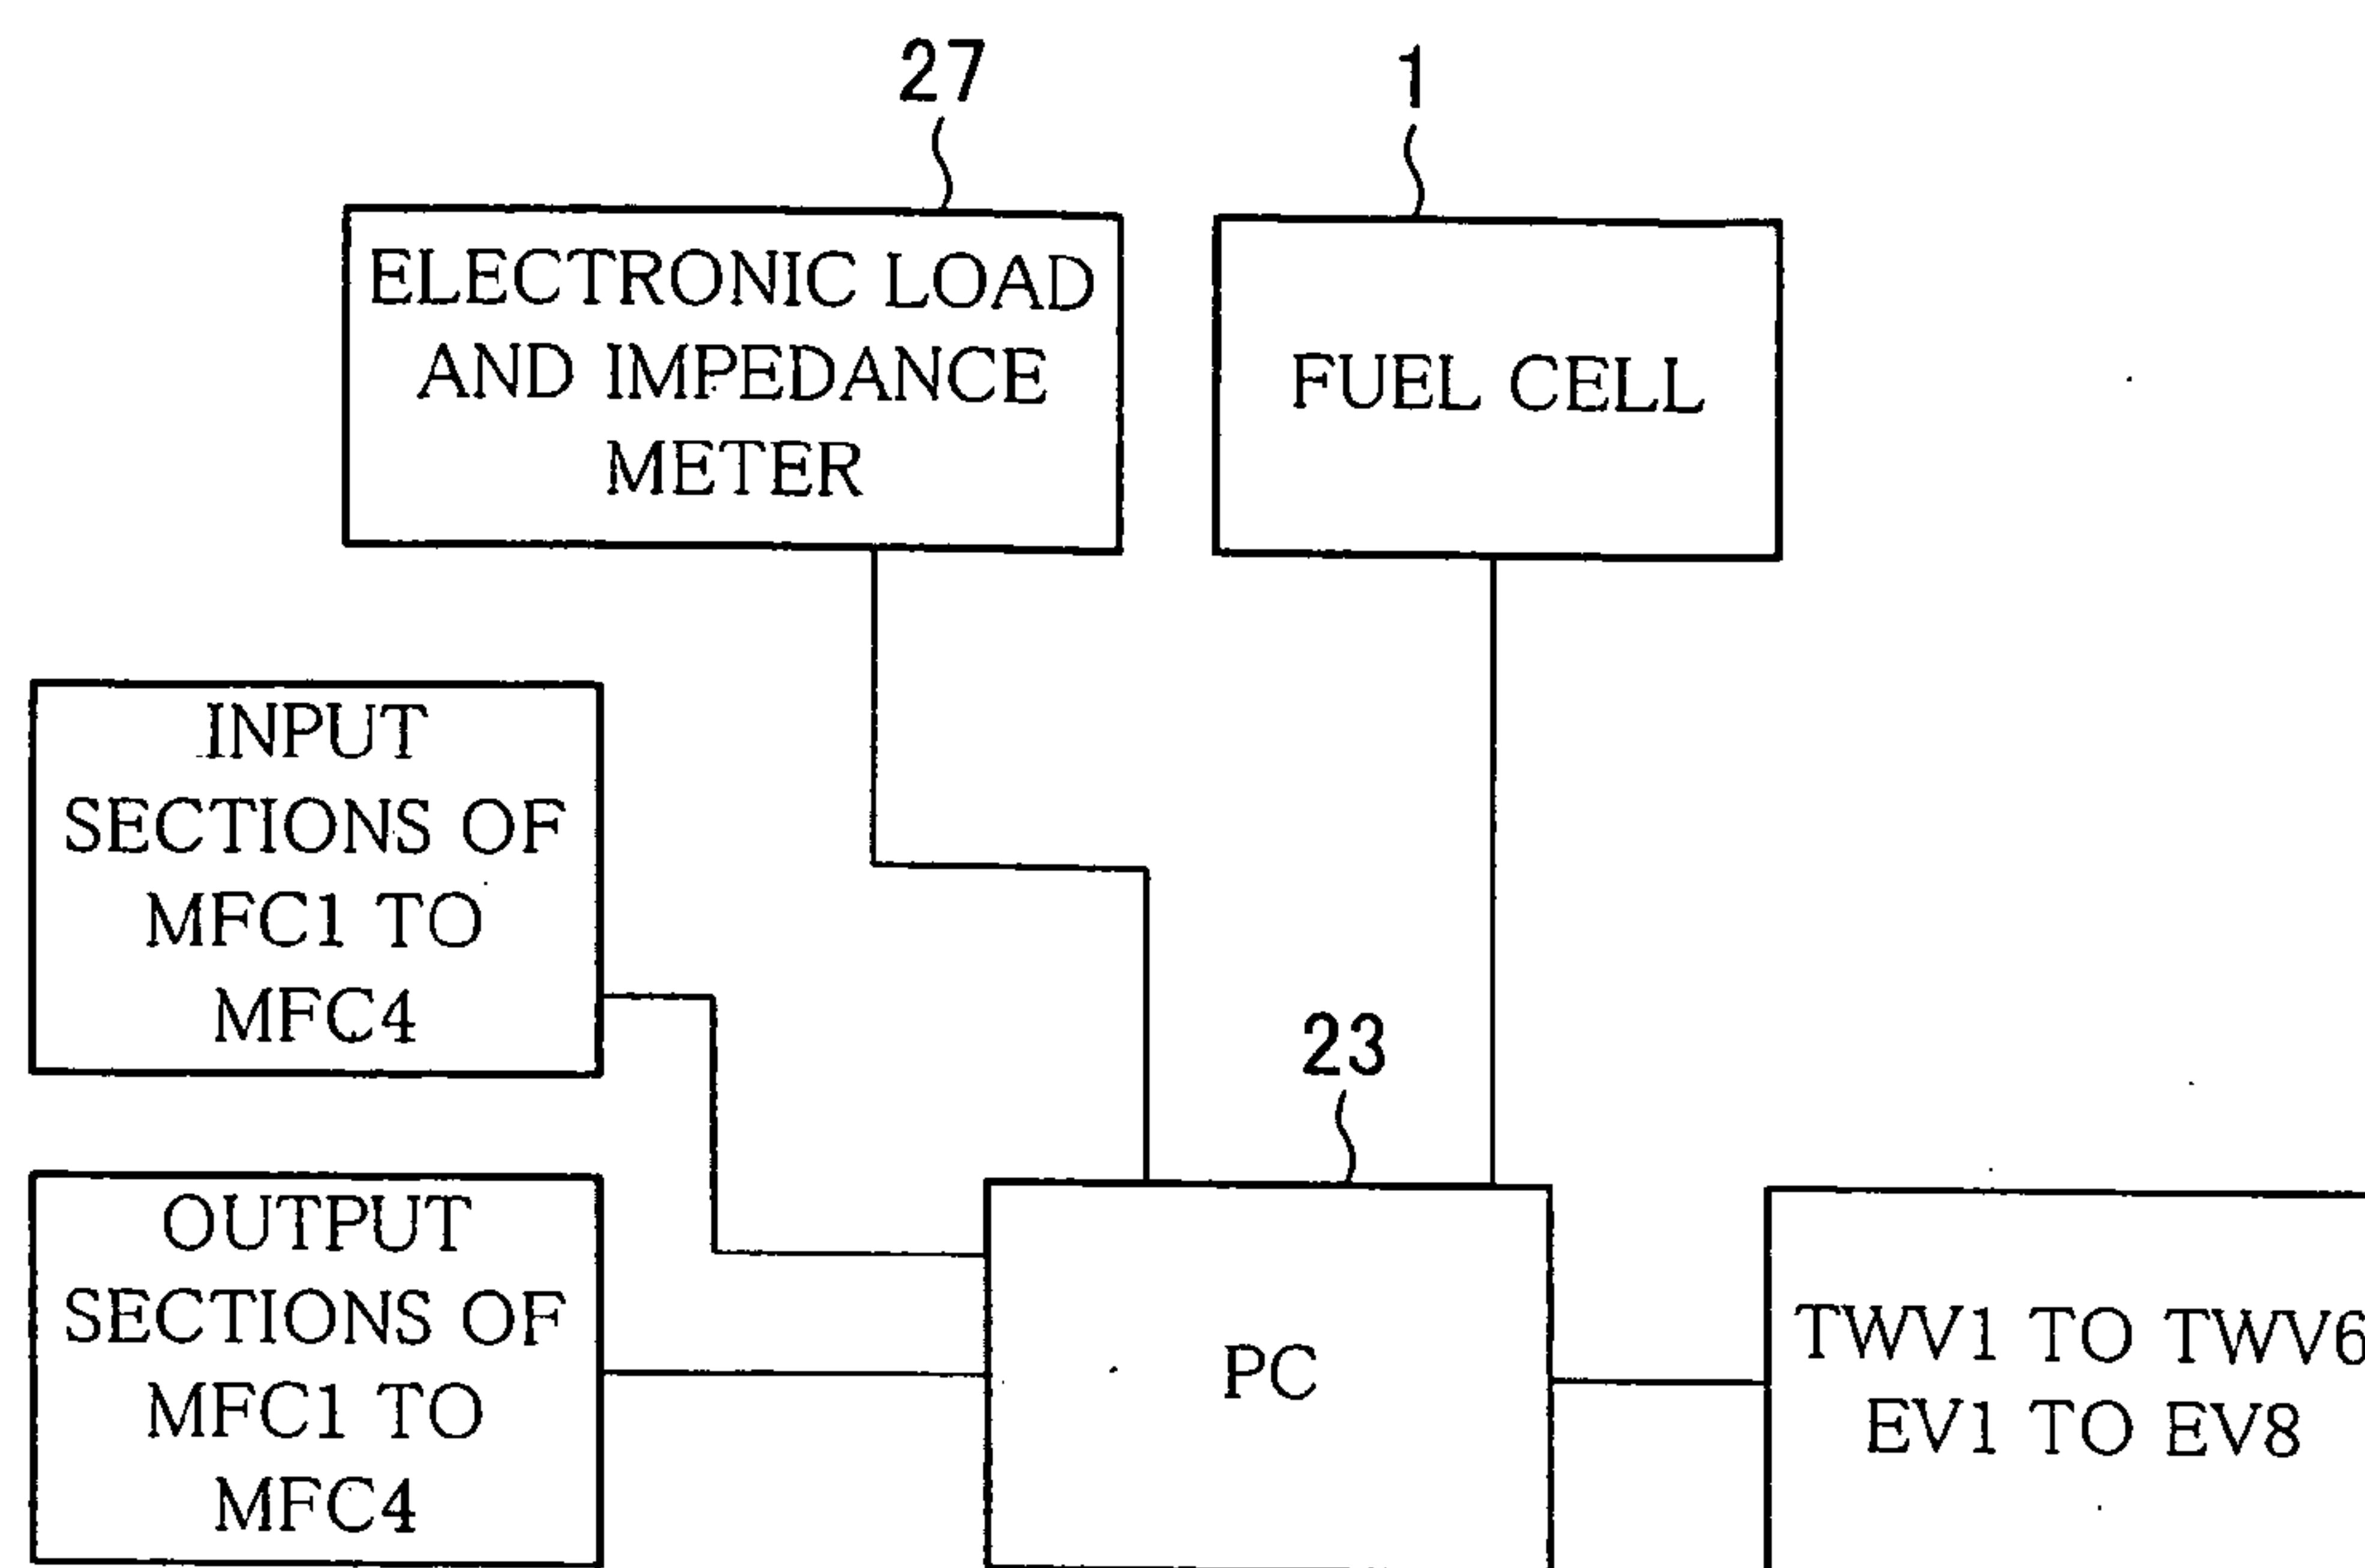 27
1
ELECTRONIC LOAD
AND IMPEDANCE
METER
FUEL CELL
INPUT
SECTIONS OF
MFC1 TO
MFC4
23
OUTPUT
SECTIONS OF
MFC1 TO
MFC4
PC
TWV1 TO TWV6
EV1 TO EV8